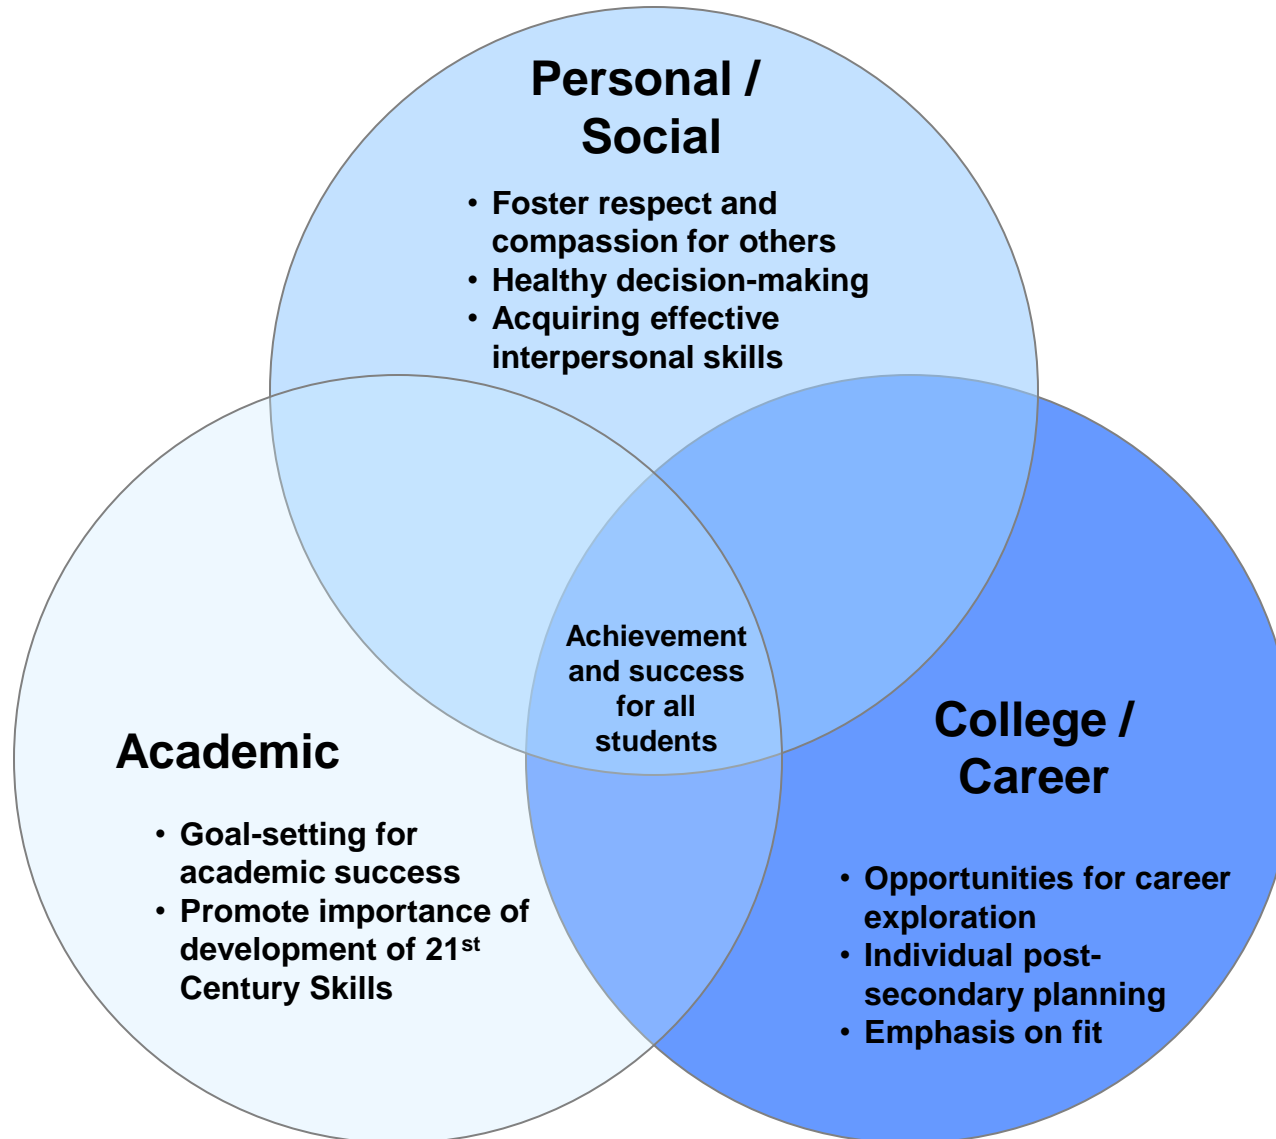 Personal /
Social
• Foster respect and
compassion for others
• Healthy decision-making
• Acquiring effective
interpersonal skills
Achievement
and success
for all
students
Academic
• Goal-setting for
academic success
• Promote importance of
development of 21st
Century Skills
College /
Career
• Opportunities for career
exploration
• Individual post-
secondary planning
• Emphasis on fit